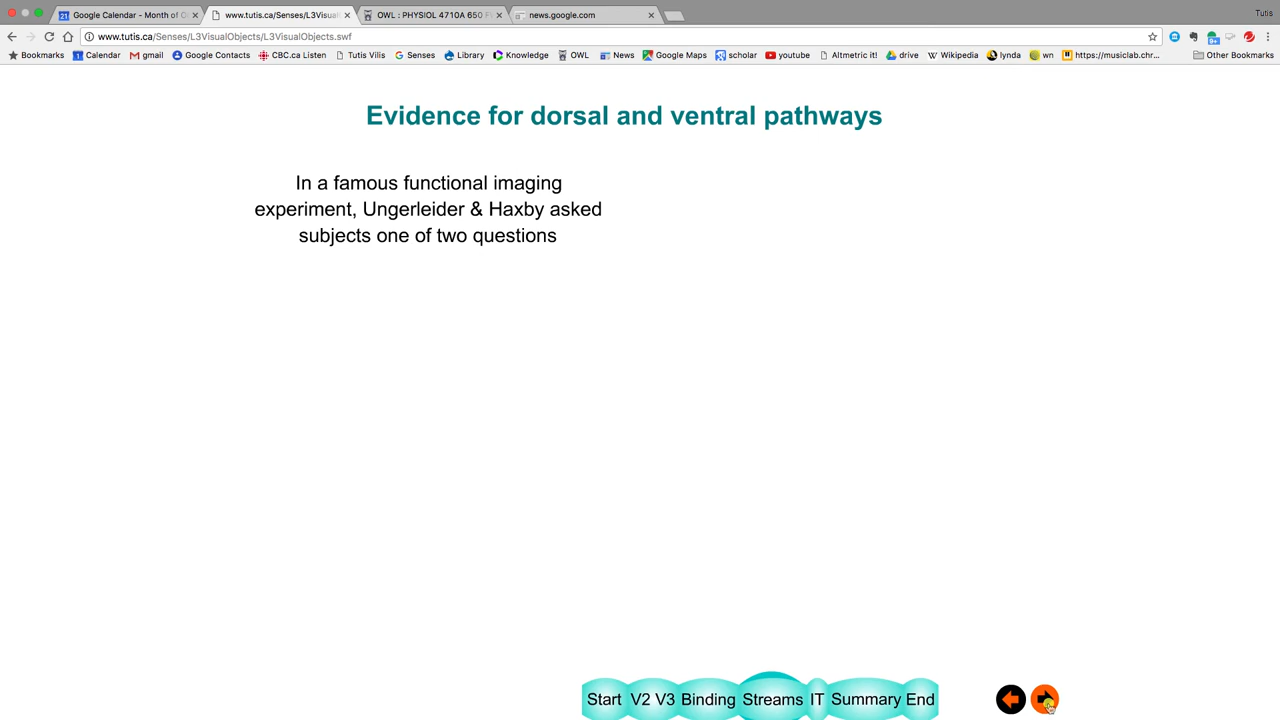 Google Calendar - Month of O
www.tutis.ca/Senses/L3Visual
OWL : PHYSIOL 4710A 650 F
news.google.com
Tutis
www.tutis.ca/Senses/L3VisualObjects/L3VisualObjects.swf
Bookmarks Calendar gmail Google Contacts CBC.ca Listen Tutis Vilis Senses Library Knowledge OWL News Google Maps scholar youtube Altmetric it! drive Wikipedia lynda wn https://musiclab.chr... Other Bookmarks
Evidence for dorsal and ventral pathways
In a famous functional imaging
experiment, Ungerleider & Haxby asked
subjects one of two questions
Start V2 V3 Binding Streams IT Summary End